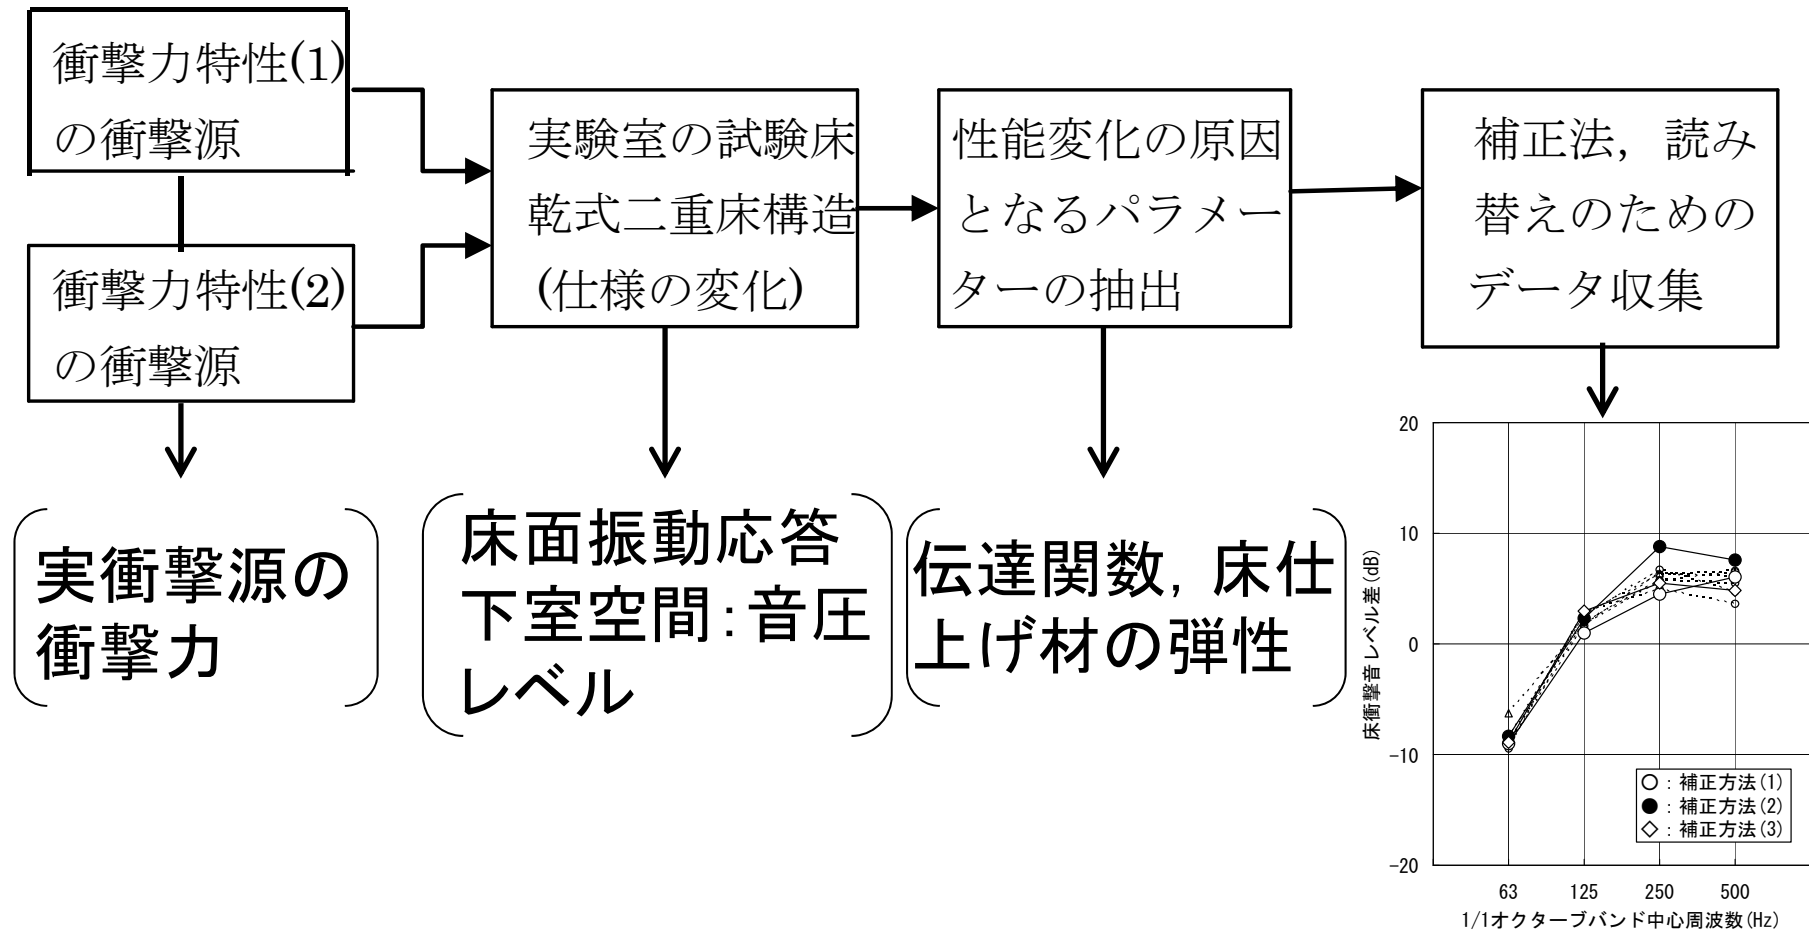 衝撃力特性(1)
の衝撃源
衝撃力特性(2)
の衝撃源
実験室の試験床
乾式二重床構造
(仕様の変化)
性能変化の原因
となるパラメー
ターの抽出
補正法，読み
替えのための
データ収集
実衝撃源の
衝撃力
床面振動応答
下室空間：音圧
レベル
伝達関数，床仕
上げ材の弾性
床衝撃音レベル差(dB)
20
10
0
-10
-20
○：補正方法(1)
●：補正方法(2)
◇：補正方法(3)
63 125 250 500
1/1オクターブバンド中心周波数(Hz)